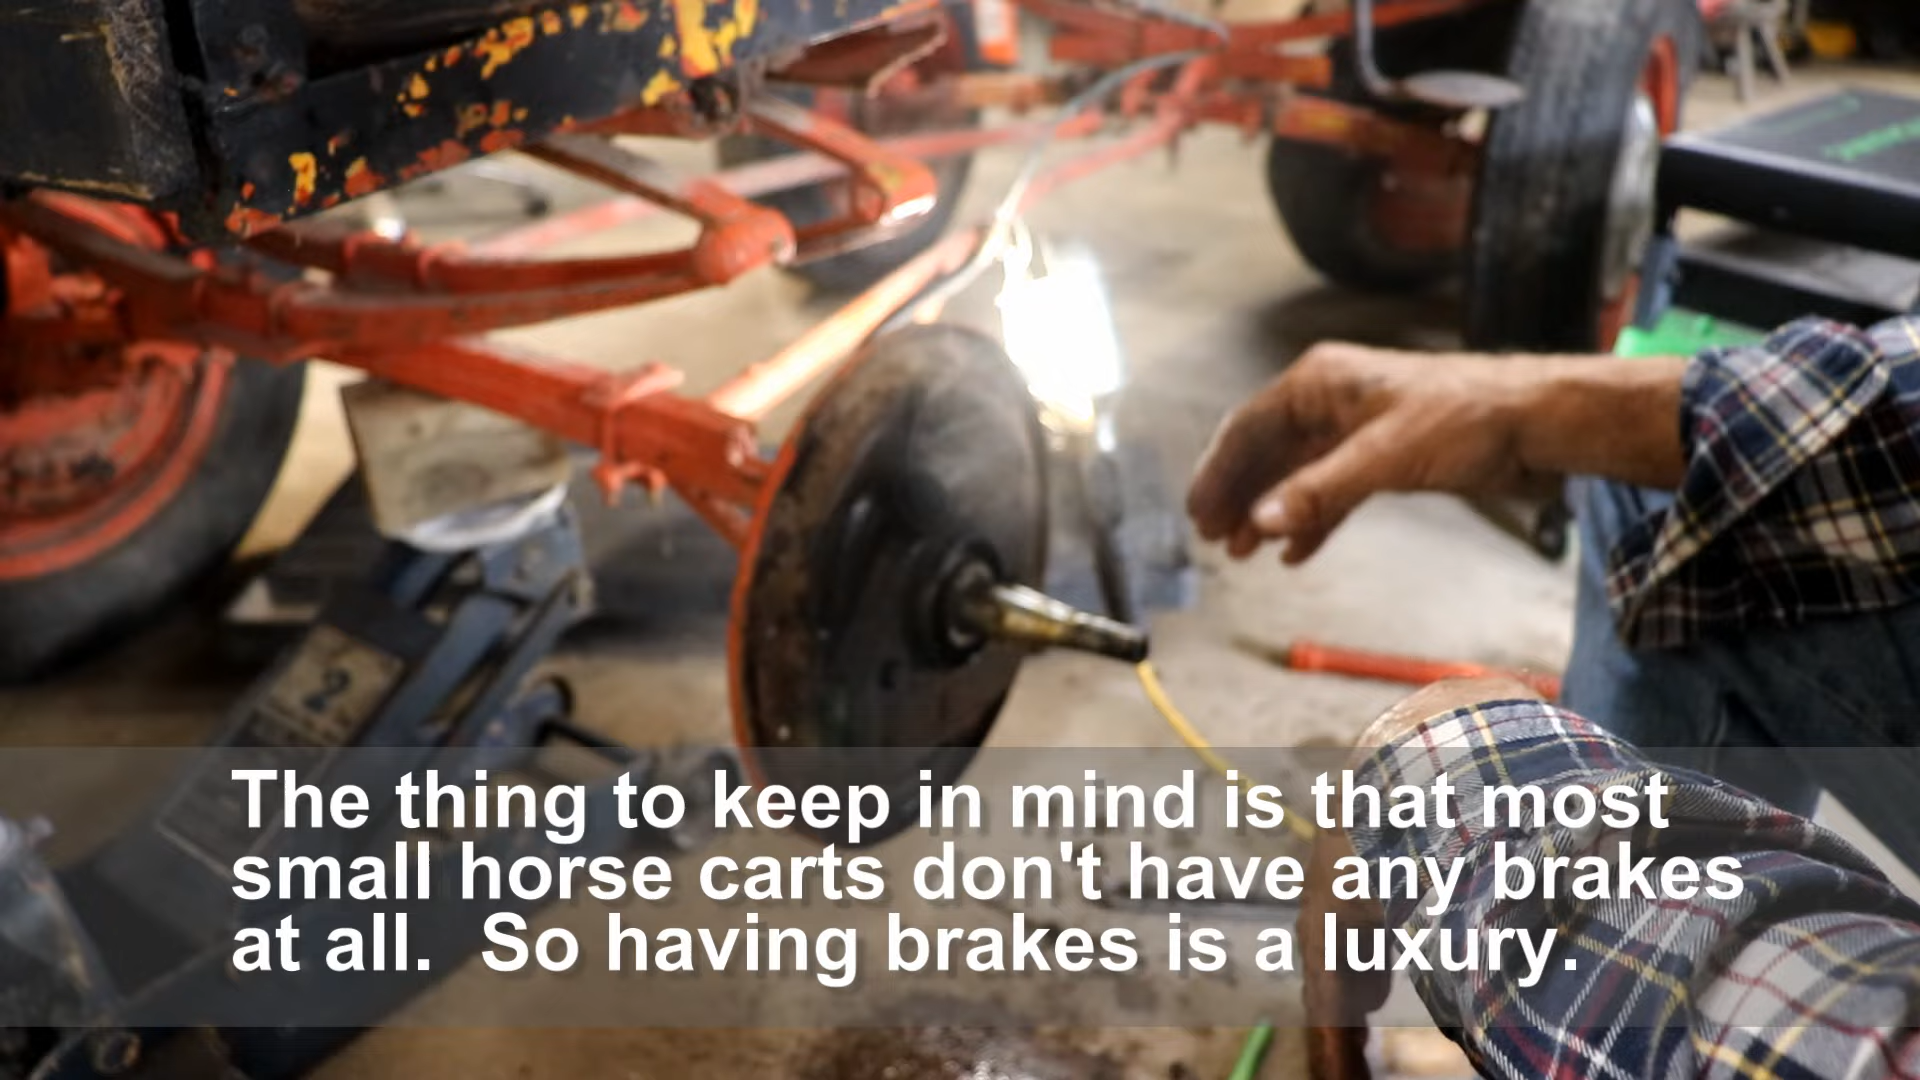 The thing to keep in mind is that most
small horse carts don't have any brakes
at all.  So having brakes is a luxury.
2